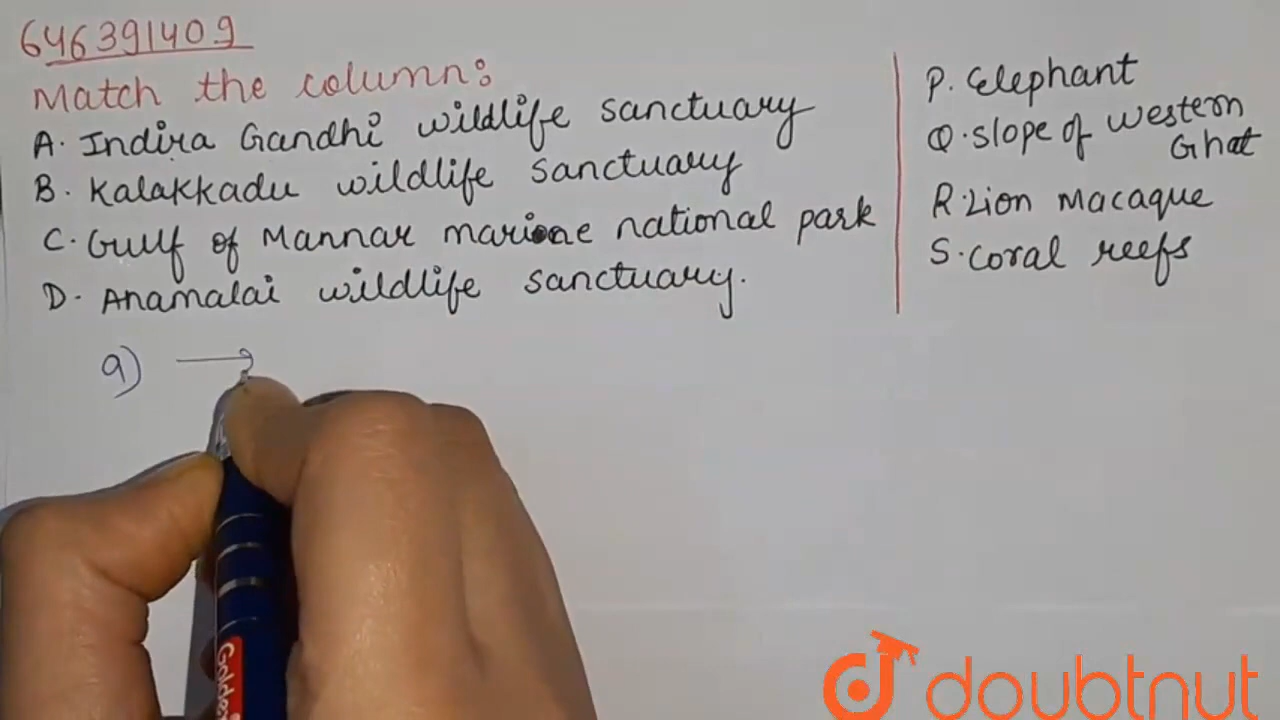 646391409
Match the column:
A. Indira Gandhi wildlife sanctuary
B. Kalakkadu wildlife sanctuary
C. Gulf of Mannar marine national park
D. Anamalai wildlife sanctuary.
P. Elephant
Q. Slope of western
Ghat
R. Lion Macaque
S. Coral reefs
a) →
Golde
doubtnut